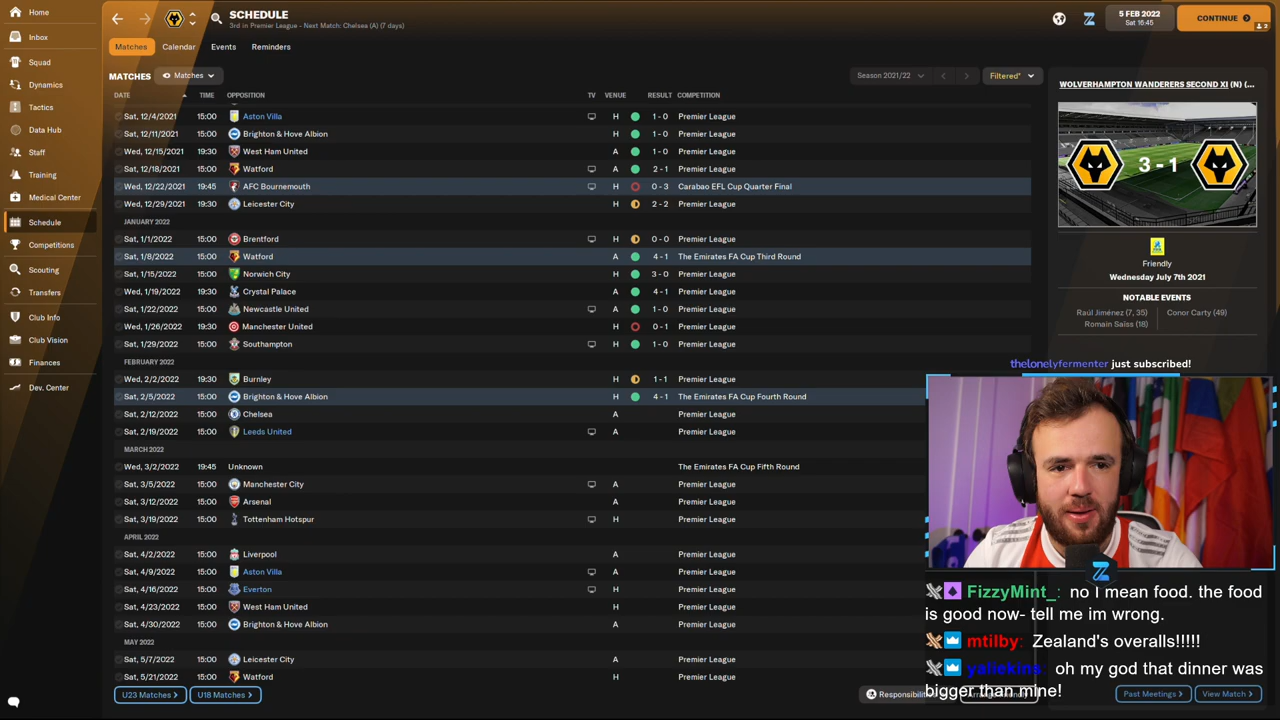 Home
Inbox
Squad
Dynamics
Tactics
Data Hub
Staff
Training
Medical Center
Schedule
Competitions
Scouting
Transfers
Club Info
Club Vision
Finances
Dev. Center
SCHEDULE
3rd in Premier League - Next Match: Chelsea (A) (7 days)
5 FEB 2022
Sat 16:45
CONTINUE
2
Matches Calendar Events Reminders
MATCHES Matches Season 2021/22 Filtered*
DATE TIME OPPOSITION TV VENUE RESULT COMPETITION
Sat, 12/4/2021 15:00 Aston Villa H 1 - 0 Premier League
Sat, 12/11/2021 15:00 Brighton & Hove Albion H 1 - 0 Premier League
Wed, 12/15/2021 19:30 West Ham United A 1 - 0 Premier League
Sat, 12/18/2021 15:00 Watford A 2 - 1 Premier League
Wed, 12/22/2021 19:45 AFC Bournemouth H 0 - 3 Carabao EFL Cup Quarter Final
Wed, 12/29/2021 19:30 Leicester City H 2 - 2 Premier League
JANUARY 2022
Sat, 1/1/2022 15:00 Brentford H 0 - 0 Premier League
Sat, 1/8/2022 15:00 Watford A 4 - 1 The Emirates FA Cup Third Round
Sat, 1/15/2022 15:00 Norwich City H 3 - 0 Premier League
Wed, 1/19/2022 19:30 Crystal Palace A 4 - 1 Premier League
Sat, 1/22/2022 15:00 Newcastle United A 1 - 0 Premier League
Wed, 1/26/2022 19:30 Manchester United H 0 - 1 Premier League
Sat, 1/29/2022 15:00 Southampton H 1 - 0 Premier League
FEBRUARY 2022
Wed, 2/2/2022 19:30 Burnley H 1 - 1 Premier League
Sat, 2/5/2022 15:00 Brighton & Hove Albion H 4 - 1 The Emirates FA Cup Fourth Round
Sat, 2/12/2022 15:00 Chelsea A Premier League
Sat, 2/19/2022 15:00 Leeds United A Premier League
MARCH 2022
Wed, 3/2/2022 19:45 Unknown The Emirates FA Cup Fifth Round
Sat, 3/5/2022 15:00 Manchester City A Premier League
Sat, 3/12/2022 15:00 Arsenal A Premier League
Sat, 3/19/2022 15:00 Tottenham Hotspur H Premier League
APRIL 2022
Sat, 4/2/2022 15:00 Liverpool A Premier League
Sat, 4/9/2022 15:00 Aston Villa A Premier League
Sat, 4/16/2022 15:00 Everton H Premier League
Sat, 4/23/2022 15:00 West Ham United H Premier League
Sat, 4/30/2022 15:00 Brighton & Hove Albion A Premier League
MAY 2022
Sat, 5/7/2022 15:00 Leicester City A Premier League
Sat, 5/21/2022 15:00 Watford H Premier League
U23 Matches > U18 Matches >
WOLVERHAMPTON WANDERERS SECOND XI (N) (...
3 - 1
Friendly
Wednesday July 7th 2021
NOTABLE EVENTS
Raúl Jiménez (7, 35) Conor Carty (49)
Romain Saïss (18)
thelonelyfermenter just subscribed!
FizzyMint_: no I mean food. the food
is good now- tell me im wrong.
mtilby: Zealand's overalls!!!!!
oh my god that dinner was
bigger than mine!
Past Meetings > View Match >